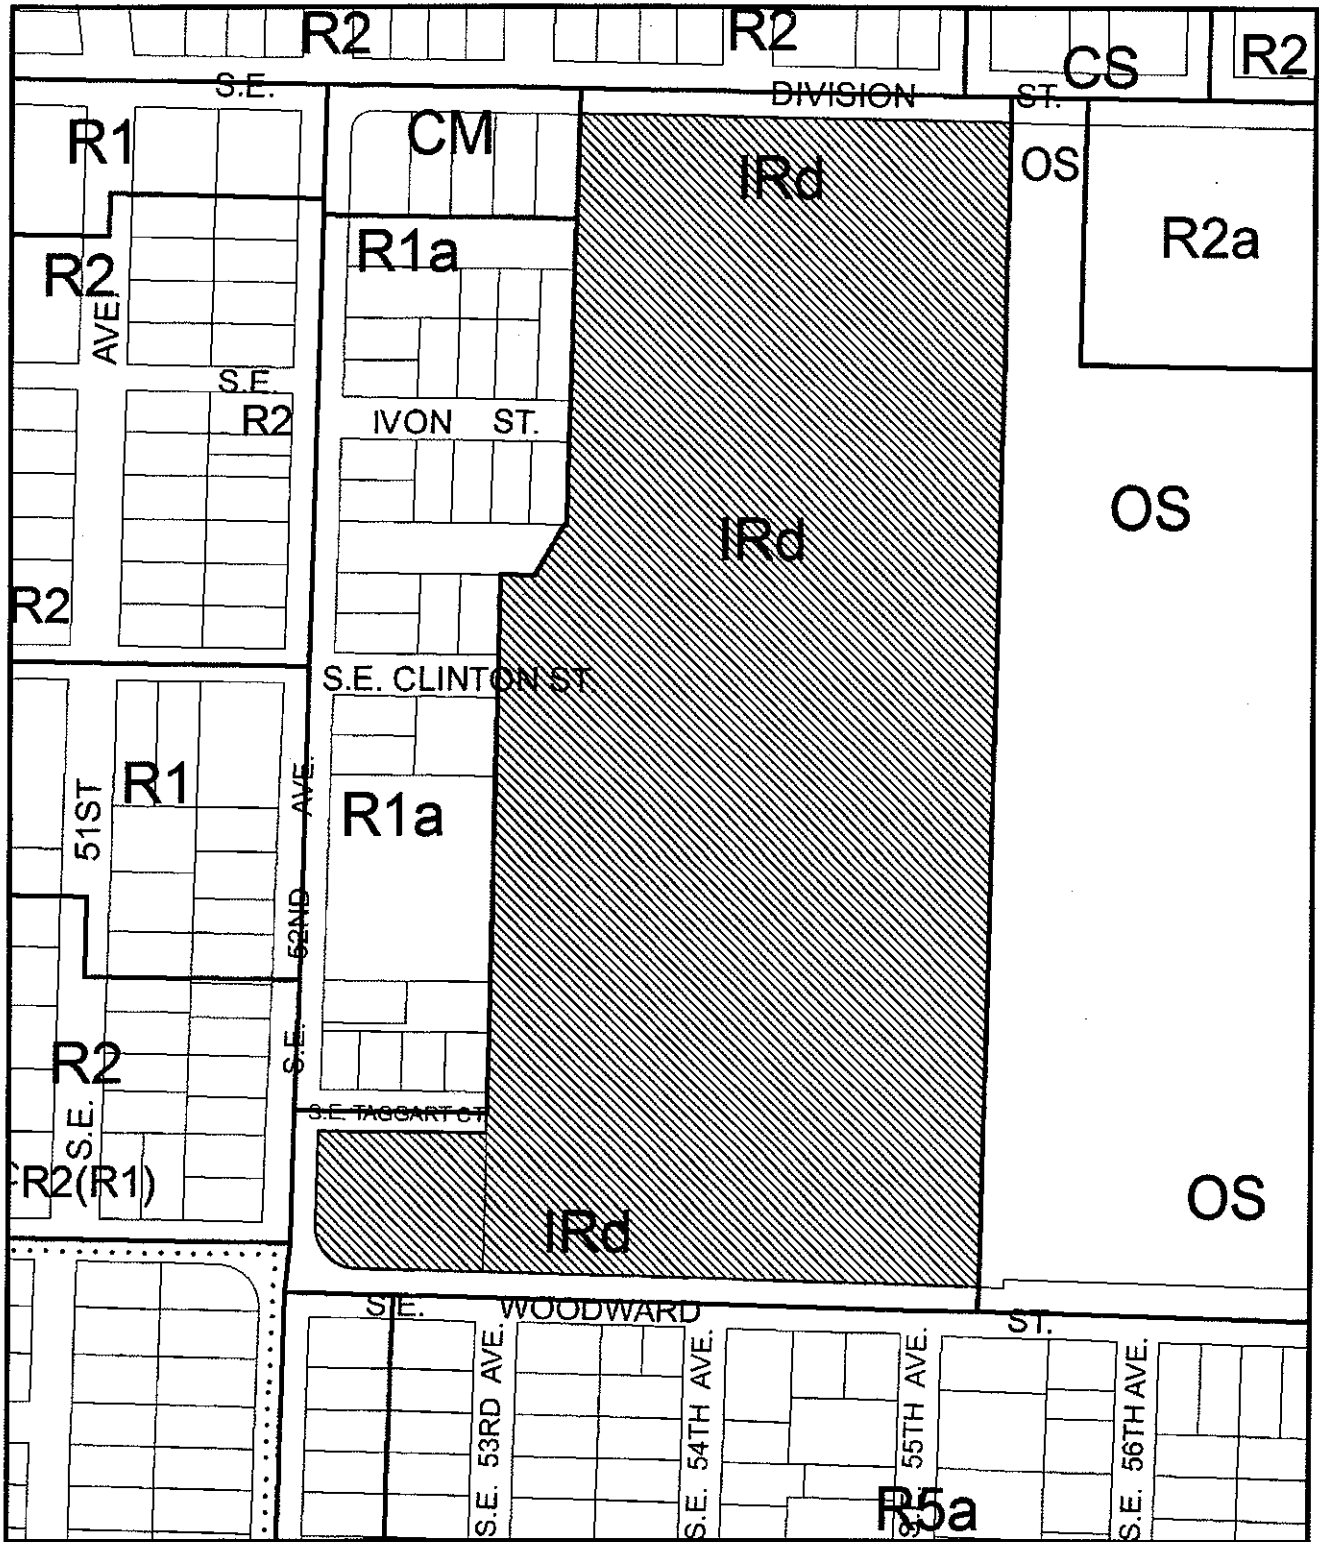 R2
R2
CS
R2
S.E.
DIVISION
ST.
R1
CM
IRd
OS
R2a
R1a
R2
AVE.
S.E.
R2
IVON ST.
OS
IRd
R2
S.E. CLINTON ST.
R1
R1a
51ST
AVE.
52ND
S.E.
R2
S.E.
S.E. TAGGART CT.
R2(R1)
IRd
OS
S.E.
WOODWARD
ST.
S.E. 53RD AVE.
S.E. 54TH AVE.
S.E. 55TH AVE.
S.E. 56TH AVE.
R5a